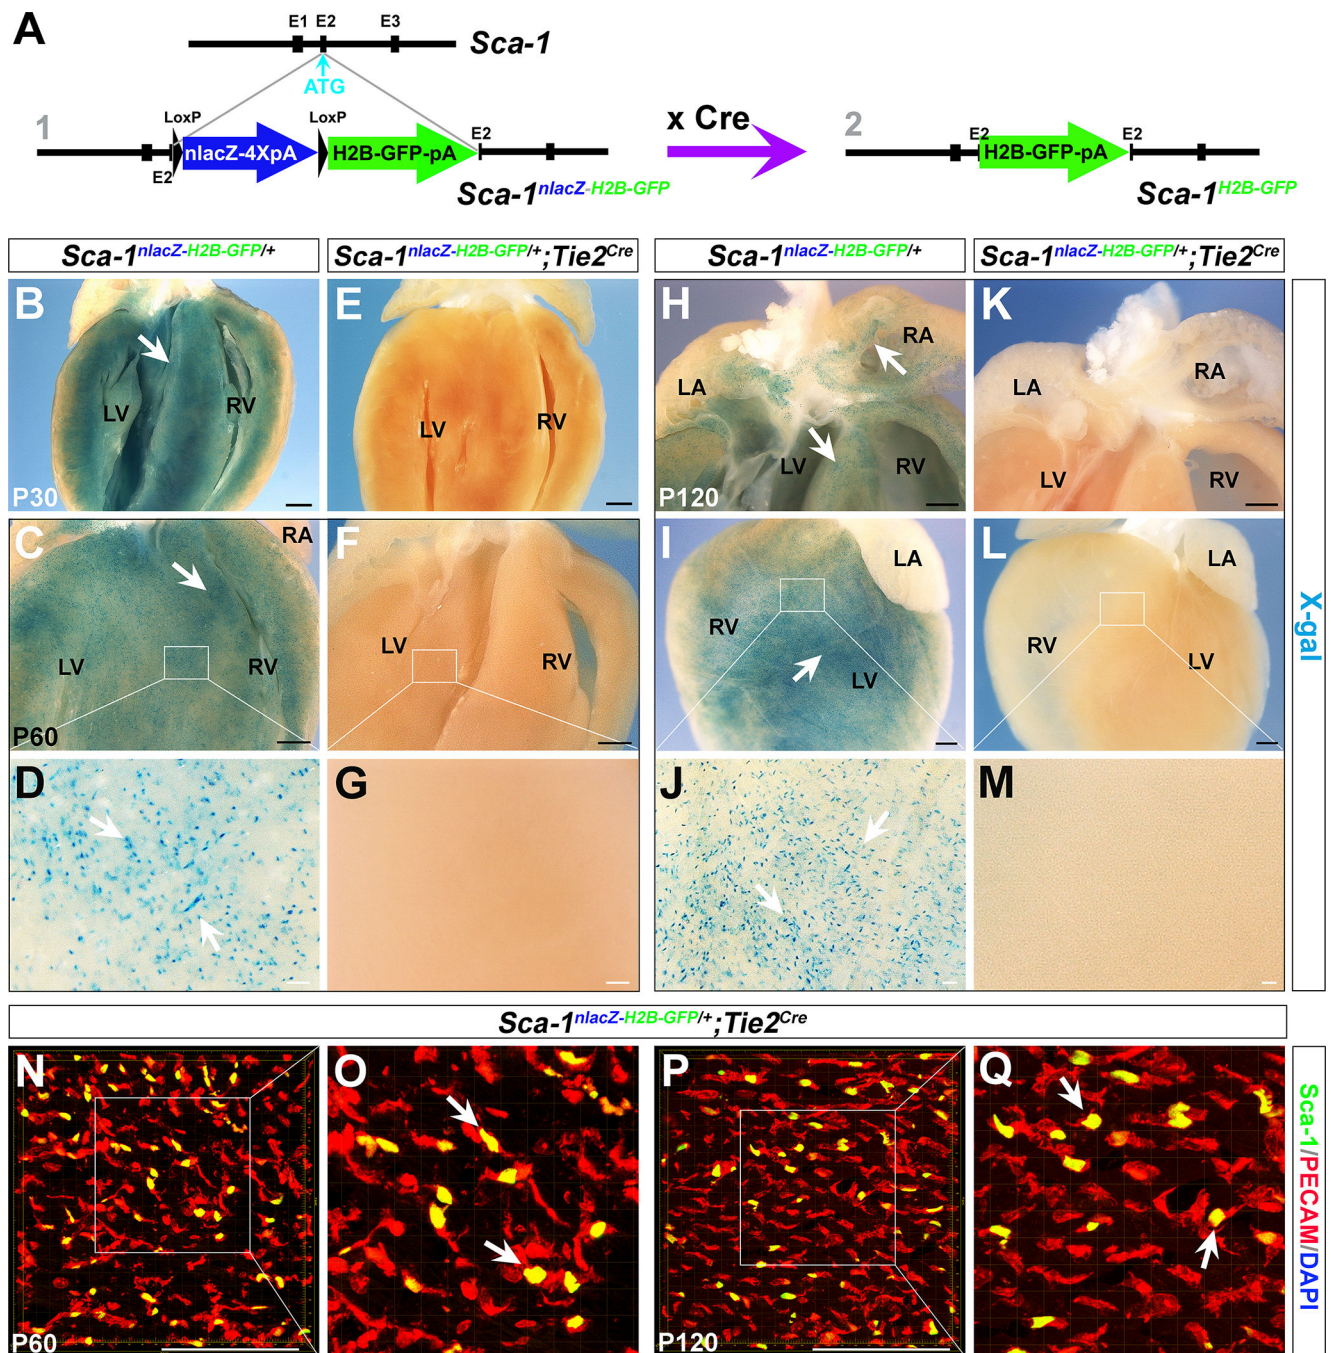 A
E1 E2 E3
Sca-1
ATG
1
LoxP LoxP
nlacZ-4XpA
H2B-GFP-pA
E2
E2
Sca-1nlacZ-H2B-GFP
x Cre
2
E2 E2
H2B-GFP-pA
Sca-1H2B-GFP
Sca-1nlacZ-H2B-GFP/+
Sca-1nlacZ-H2B-GFP/+;Tie2Cre
Sca-1nlacZ-H2B-GFP/+
Sca-1nlacZ-H2B-GFP/+;Tie2Cre
B
LV
RV
P30
E
LV
RV
H
RA
LA
LV
RV
P120
K
LA
RA
LV
RV
C
RA
LV
RV
P60
F
LV
RV
I
LA
RV
LV
L
LA
RV
LV
D
G
J
M
X-gal
Sca-1nlacZ-H2B-GFP/+;Tie2Cre
N
P60
O
P
P120
Q
Sca-1/PECAM/DAPI